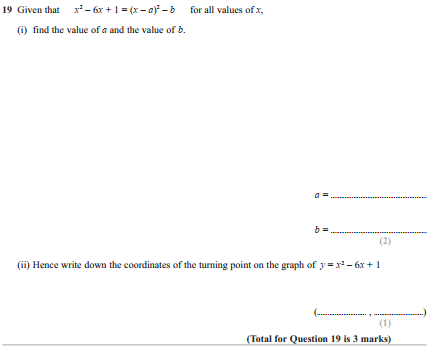 19 Given that x² – 6x + 1 = (x – a)² – b for all values of x,
(i) find the value of a and the value of b.
a = ........................................
b = ........................................
(2)
(ii) Hence write down the coordinates of the turning point on the graph of y = x² – 6x + 1
(...................... , ......................)
(1)
(Total for Question 19 is 3 marks)